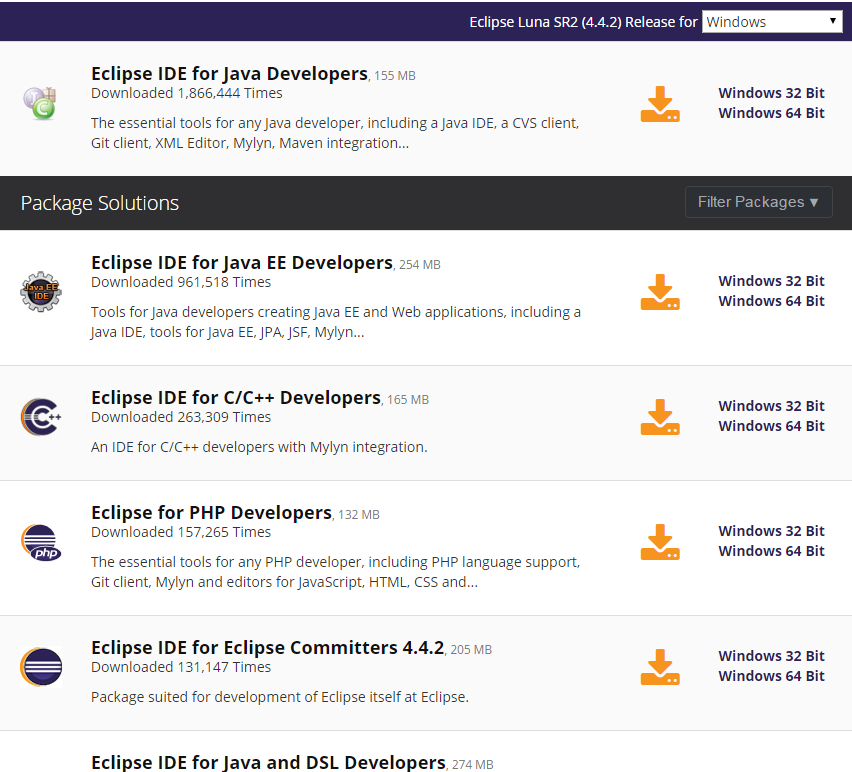 Eclipse Luna SR2 (4.4.2) Release for Windows ▼
Eclipse IDE for Java Developers, 155 MB
Downloaded 1,866,444 Times
The essential tools for any Java developer, including a Java IDE, a CVS client,
Git client, XML Editor, Mylyn, Maven integration...
Windows 32 Bit
Windows 64 Bit
Package Solutions
Filter Packages ▼
Java EE
IDE
Eclipse IDE for Java EE Developers, 254 MB
Downloaded 961,518 Times
Tools for Java developers creating Java EE and Web applications, including a
Java IDE, tools for Java EE, JPA, JSF, Mylyn...
Windows 32 Bit
Windows 64 Bit
C++
Eclipse IDE for C/C++ Developers, 165 MB
Downloaded 263,309 Times
An IDE for C/C++ developers with Mylyn integration.
Windows 32 Bit
Windows 64 Bit
php
Eclipse for PHP Developers, 132 MB
Downloaded 157,265 Times
The essential tools for any PHP developer, including PHP language support,
Git client, Mylyn and editors for JavaScript, HTML, CSS and...
Windows 32 Bit
Windows 64 Bit
Eclipse IDE for Eclipse Committers 4.4.2, 205 MB
Downloaded 131,147 Times
Package suited for development of Eclipse itself at Eclipse.
Windows 32 Bit
Windows 64 Bit
Eclipse IDE for Java and DSL Developers, 274 MB